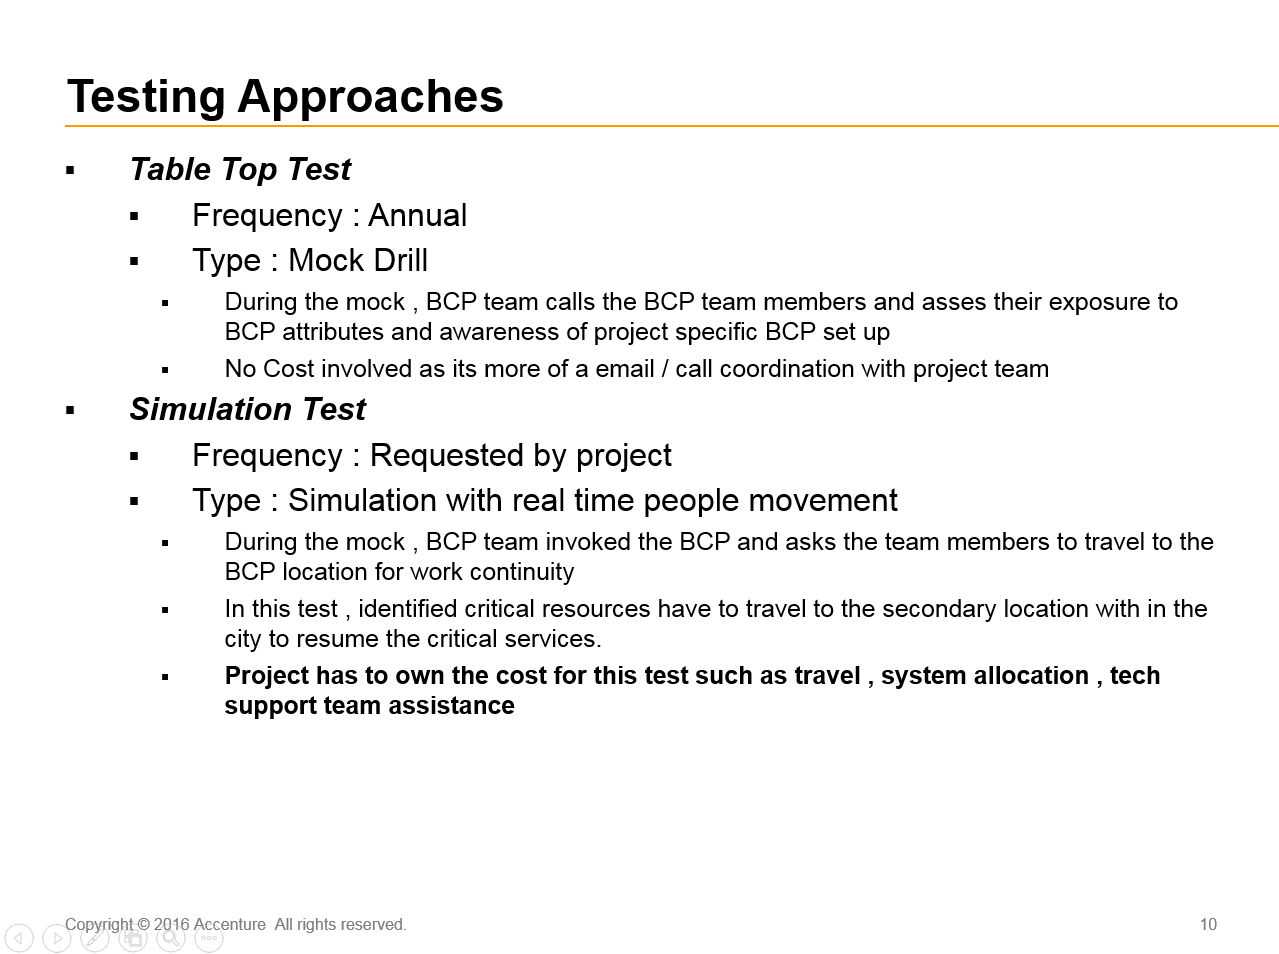 Testing Approaches
Table Top Test
Frequency : Annual
Type : Mock Drill
During the mock , BCP team calls the BCP team members and asses their exposure to
BCP attributes and awareness of project specific BCP set up
No Cost involved as its more of a email / call coordination with project team
Simulation Test
Frequency : Requested by project
Type : Simulation with real time people movement
During the mock , BCP team invoked the BCP and asks the team members to travel to the
BCP location for work continuity
In this test , identified critical resources have to travel to the secondary location with in the
city to resume the critical services.
Project has to own the cost for this test such as travel , system allocation , tech
support team assistance
Copyright © 2016 Accenture  All rights reserved.
10